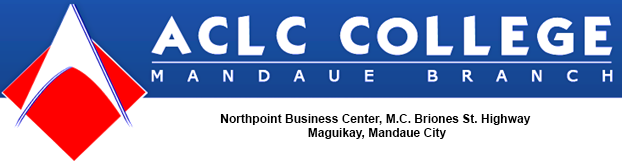 ACLC COLLEGE
MANDAUE BRANCH
Northpoint Business Center, M.C. Briones St. Highway
Maguikay, Mandaue City